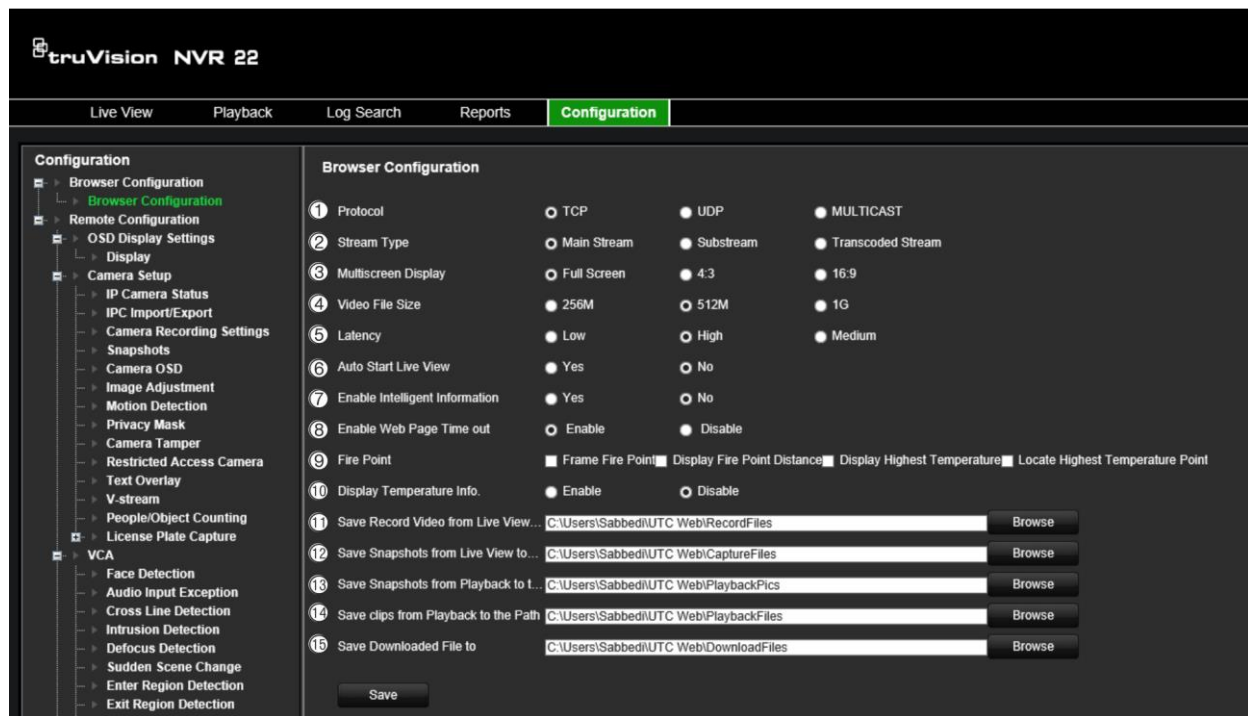 truVision NVR 22
Live View Playback Log Search Reports Configuration
Configuration
Browser Configuration
Browser Configuration
Remote Configuration
OSD Display Settings
Display
Camera Setup
IP Camera Status
IPC Import/Export
Camera Recording Settings
Snapshots
Camera OSD
Image Adjustment
Motion Detection
Privacy Mask
Camera Tamper
Restricted Access Camera
Text Overlay
V-stream
People/Object Counting
License Plate Capture
VCA
Face Detection
Audio Input Exception
Cross Line Detection
Intrusion Detection
Defocus Detection
Sudden Scene Change
Enter Region Detection
Exit Region Detection
Browser Configuration
1 Protocol TCP UDP MULTICAST
2 Stream Type Main Stream Substream Transcoded Stream
3 Multiscreen Display Full Screen 4:3 16:9
4 Video File Size 256M 512M 1G
5 Latency Low High Medium
6 Auto Start Live View Yes No
7 Enable Intelligent Information Yes No
8 Enable Web Page Time out Enable Disable
9 Fire Point Frame Fire Point Display Fire Point Distance Display Highest Temperature Locate Highest Temperature Point
10 Display Temperature Info. Enable Disable
11 Save Record Video from Live View... C:\Users\Sabbedi\UTC Web\RecordFiles Browse
12 Save Snapshots from Live View to... C:\Users\Sabbedi\UTC Web\CaptureFiles Browse
13 Save Snapshots from Playback to t... C:\Users\Sabbedi\UTC Web\PlaybackPics Browse
14 Save clips from Playback to the Path C:\Users\Sabbedi\UTC Web\PlaybackFiles Browse
15 Save Downloaded File to C:\Users\Sabbedi\UTC Web\DownloadFiles Browse
Save